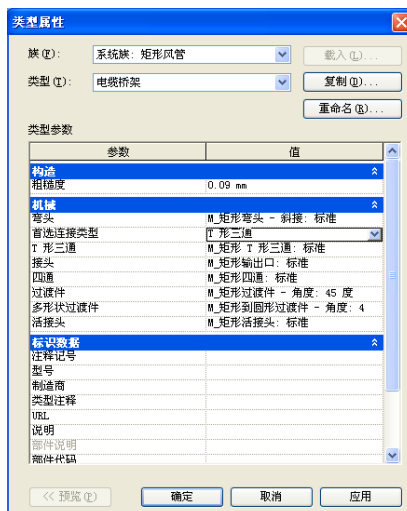 类型属性
族(F): 系统族: 矩形风管 载入(L)...
类型(T): 电缆桥架 复制(D)...
重命名(R)...
类型参数
参数 值
构造
粗糙度 0.09 mm
机械
弯头 M_矩形弯头 - 斜接: 标准
首选连接类型 T 形三通
T 形三通 M_矩形 T 形三通: 标准
接头 M_矩形输出口: 标准
四通 M_矩形四通: 标准
过渡件 M_矩形过渡件 - 角度: 45 度
多形状过渡件 M_矩形到圆形过渡件 - 角度: 4
活接头 M_矩形活接头: 标准
标识数据
注释记号
型号
制造商
类型注释
URL
说明
部件说明
部件代码
<< 预览(P) 确定 取消 应用